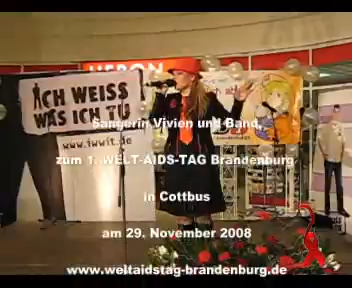 HERON
ICH WEISS
WAS ICH TU
www.iwwit.de
Sängerin Vivien und Band
zum 1. WELT-AIDS-TAG Brandenburg
in Cottbus
am 29. November 2008
www.weltaidstag-brandenburg.de